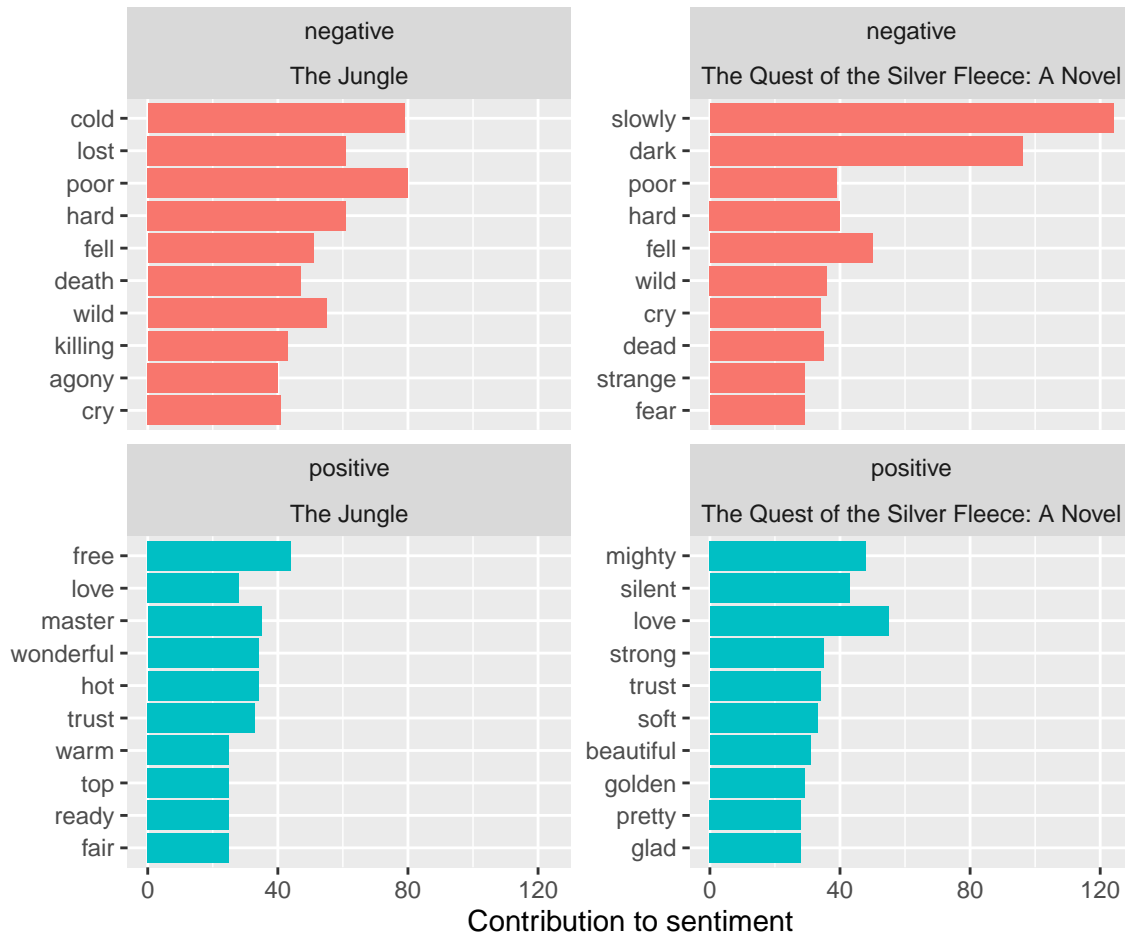 negative
The Jungle
cold
lost
poor
hard
fell
death
wild
killing
agony
cry
negative
The Quest of the Silver Fleece: A Novel
slowly
dark
poor
hard
fell
wild
cry
dead
strange
fear
positive
The Jungle
free
love
master
wonderful
hot
trust
warm
top
ready
fair
0 40 80 120
positive
The Quest of the Silver Fleece: A Novel
mighty
silent
love
strong
trust
soft
beautiful
golden
pretty
glad
0 40 80 120
Contribution to sentiment